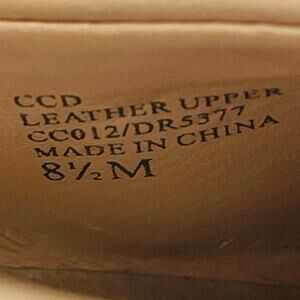 CCD
LEATHER UPPER
CC012/DR5377
MADE IN CHINA
8½M